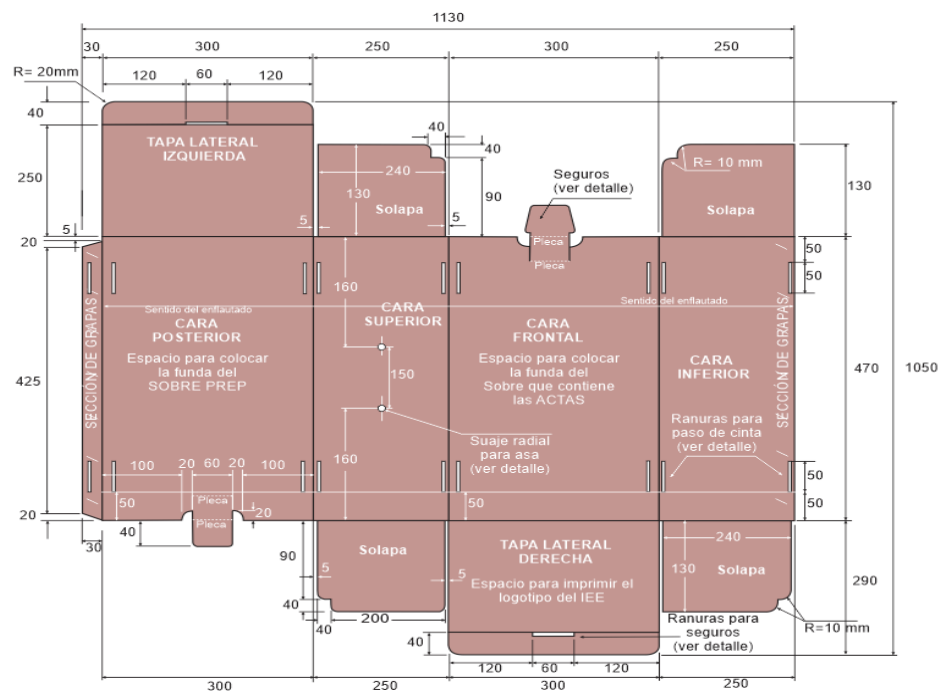 1130
30
300
250
300
250
R= 20mm
120
60
120
40
40
40
TAPA LATERAL
IZQUIERDA
R= 10 mm
Seguros
(ver detalle)
240
250
130
90
130
Solapa
Solapa
5
5
5
20
Pleca
Pleca
50
50
160
Sentido del enflautado
Sentido del enflautado
CARA
POSTERIOR
CARA
SUPERIOR
CARA
FRONTAL
Espacio para colocar
la funda del
SOBRE PREP
Espacio para colocar
la funda del
Sobre que contiene
las ACTAS
CARA
INFERIOR
SECCIÓN DE GRAPAS
SECCIÓN DE GRAPAS
470
1050
150
425
Ranuras para
paso de cinta
(ver detalle)
Suaje radial
para asa
(ver detalle)
160
100
20
60
20
100
50
50
50
50
Pleca
Pleca
20
20
40
30
90
Solapa
TAPA LATERAL
DERECHA
Espacio para imprimir el
logotipo del IEE
240
130
Solapa
290
5
5
40
40
200
Ranuras para
seguros
(ver detalle)
R=10 mm
40
120
60
120
300
250
300
250